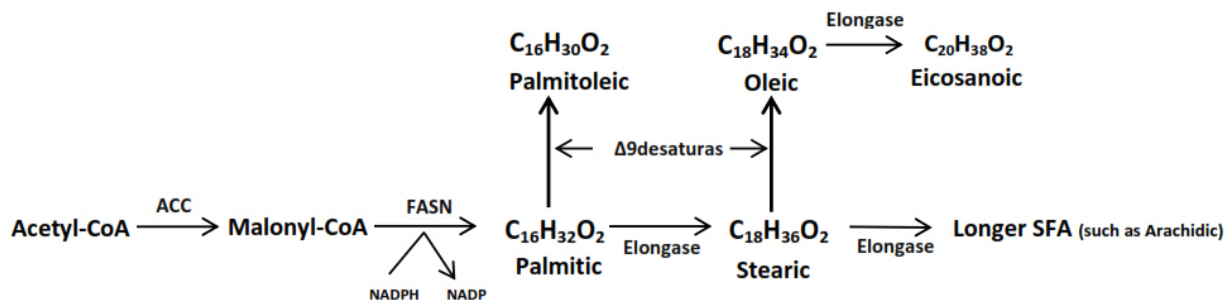 Elongase
C₁₆H₃₀O₂ C₁₈H₃₄O₂ C₂₀H₃₈O₂
Palmitoleic Oleic Eicosanoic
Δ9desaturas
ACC FASN
Acetyl-CoA Malonyl-CoA C₁₆H₃₂O₂ C₁₈H₃₆O₂ Longer SFA (such as Arachidic)
Elongase Elongase
Palmitic Stearic
NADPH NADP